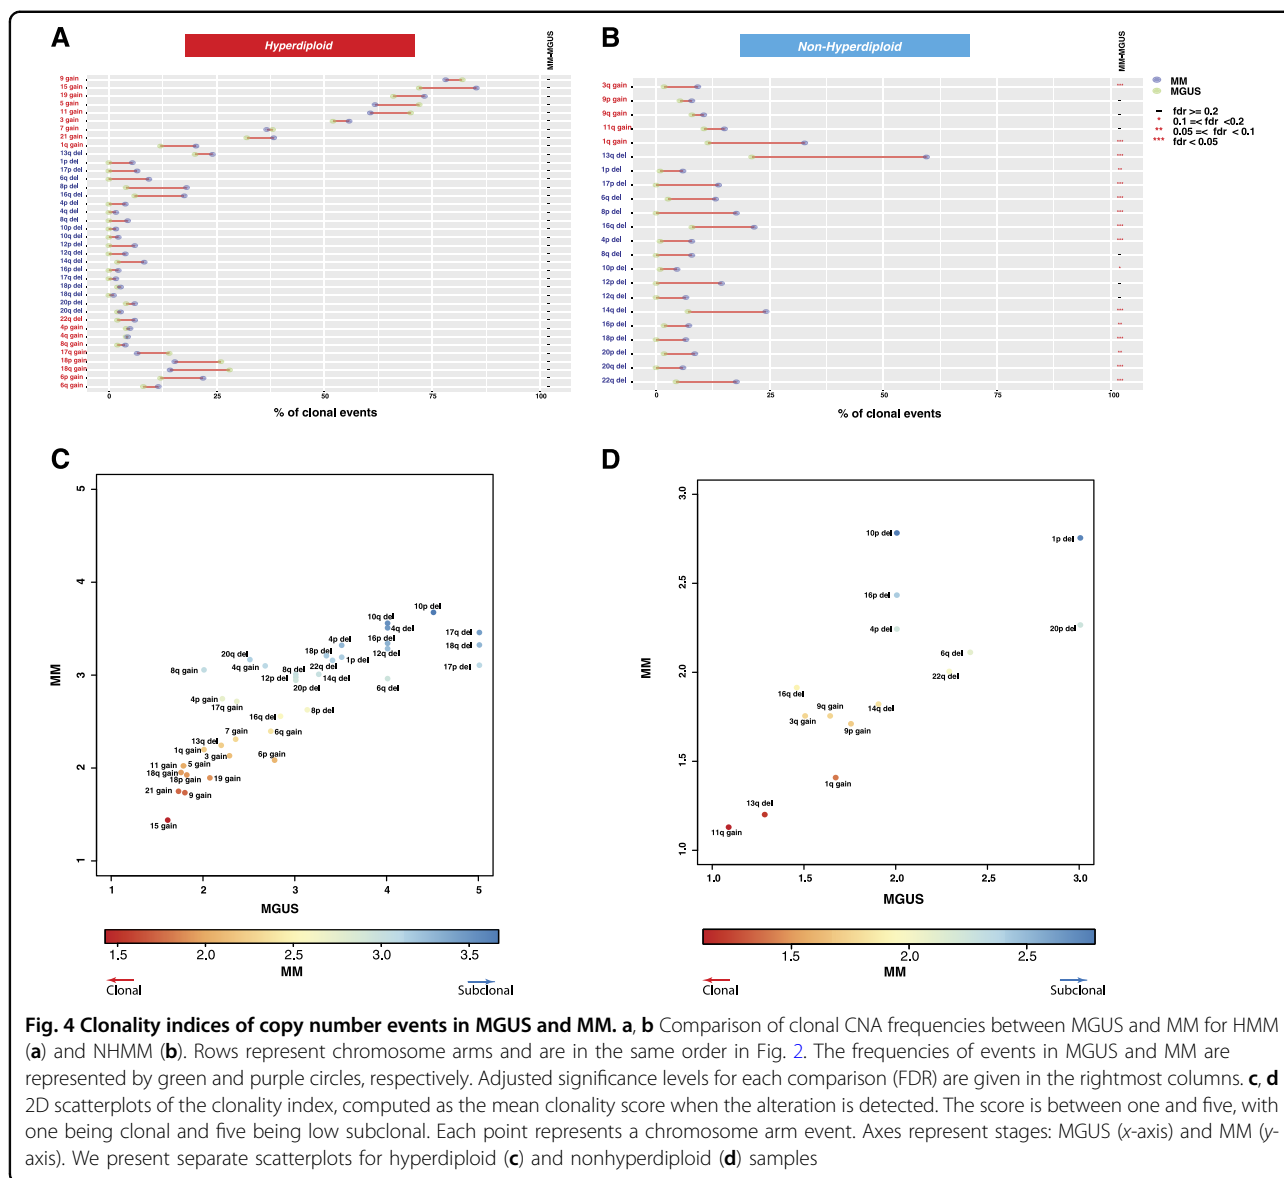 A
Hyperdiploid
MM-MGUS
9 gain
15 gain
19 gain
5 gain
11 gain
3 gain
7 gain
21 gain
1q gain
13q del
1p del
17p del
6q del
8p del
16q del
4p del
4q del
8q del
10p del
10q del
12p del
12q del
14q del
16p del
17q del
18p del
18q del
20p del
20q del
22q del
4p gain
4q gain
8q gain
17q gain
18p gain
18q gain
6p gain
6q gain
0 25 50 75 100
% of clonal events
B
Non-Hyperdiploid
MM-MGUS
3q gain
9p gain
9q gain
11q gain
1q gain
13q del
1p del
17p del
6q del
8p del
16q del
4p del
8q del
10p del
12p del
12q del
14q del
16p del
18p del
20p del
20q del
22q del
0 25 50 75 100
% of clonal events
MM
MGUS
– fdr >= 0.2
* 0.1 =< fdr <0.2
** 0.05 =< fdr < 0.1
*** fdr < 0.05
C
5
4
3
2
1
MM
10p del
10q del
4q del
17q del
4p del
16p del
18q del
18p del
20q del
12q del
22q del
1p del
8q gain
4q gain
8q del
17p del
12p del
14q del
20p del
6q del
4p gain
17q gain
16q del
8p del
7 gain
6q gain
13q del
1q gain
3 gain
6p gain
11 gain
5 gain
18q gain
18p gain
19 gain
21 gain
9 gain
15 gain
1 2 3 4 5
MGUS
1.5 2.0 2.5 3.0 3.5
MM
Clonal
Subclonal
D
3.0
2.5
2.0
1.5
1.0
MM
10p del
1p del
16p del
4p del
20p del
6q del
22q del
16q del
9q gain
14q del
3q gain
9p gain
1q gain
13q del
11q gain
1.0 1.5 2.0 2.5 3.0
MGUS
1.5 2.0 2.5
MM
Clonal
Subclonal
Fig. 4 Clonality indices of copy number events in MGUS and MM. a, b Comparison of clonal CNA frequencies between MGUS and MM for HMM
(a) and NHMM (b). Rows represent chromosome arms and are in the same order in Fig. 2. The frequencies of events in MGUS and MM are
represented by green and purple circles, respectively. Adjusted significance levels for each comparison (FDR) are given in the rightmost columns. c, d
2D scatterplots of the clonality index, computed as the mean clonality score when the alteration is detected. The score is between one and five, with
one being clonal and five being low subclonal. Each point represents a chromosome arm event. Axes represent stages: MGUS (x-axis) and MM (y-
axis). We present separate scatterplots for hyperdiploid (c) and nonhyperdiploid (d) samples